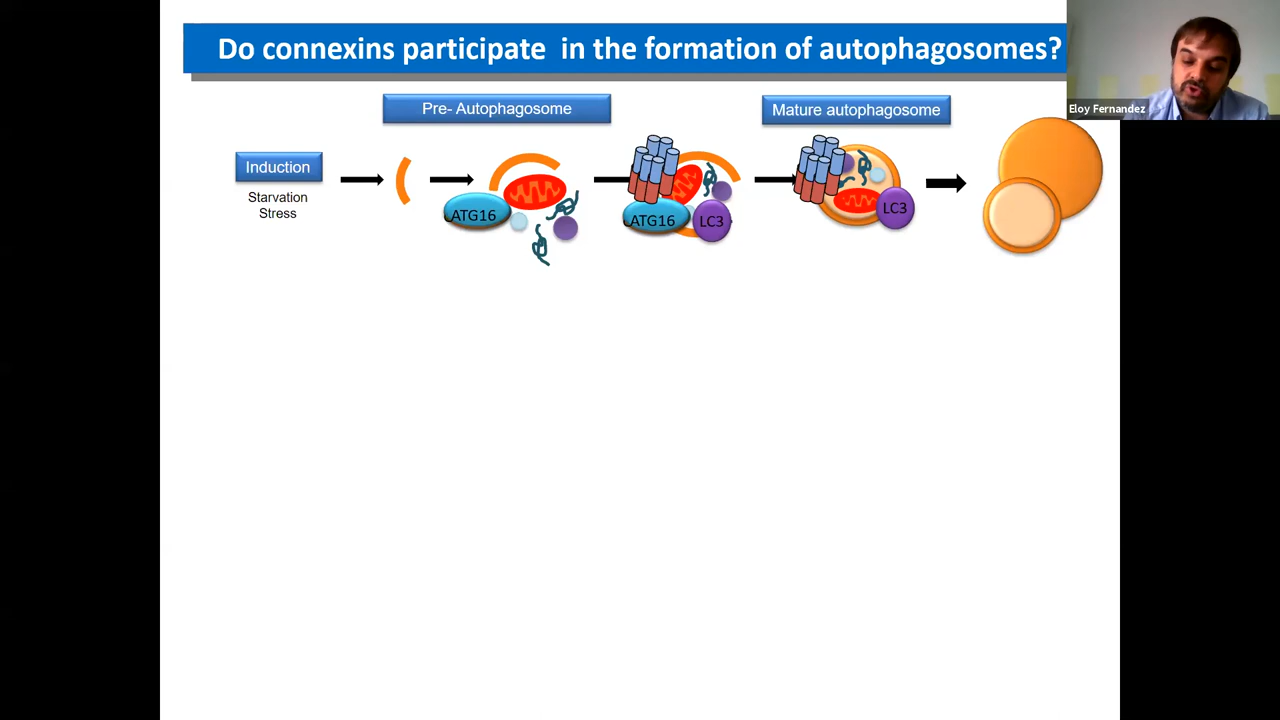 Do connexins participate in the formation of autophagosomes?
Eloy Fernandez
Pre- Autophagosome
Mature autophagosome
Induction
Starvation
Stress
ATG16
ATG16
LC3
LC3